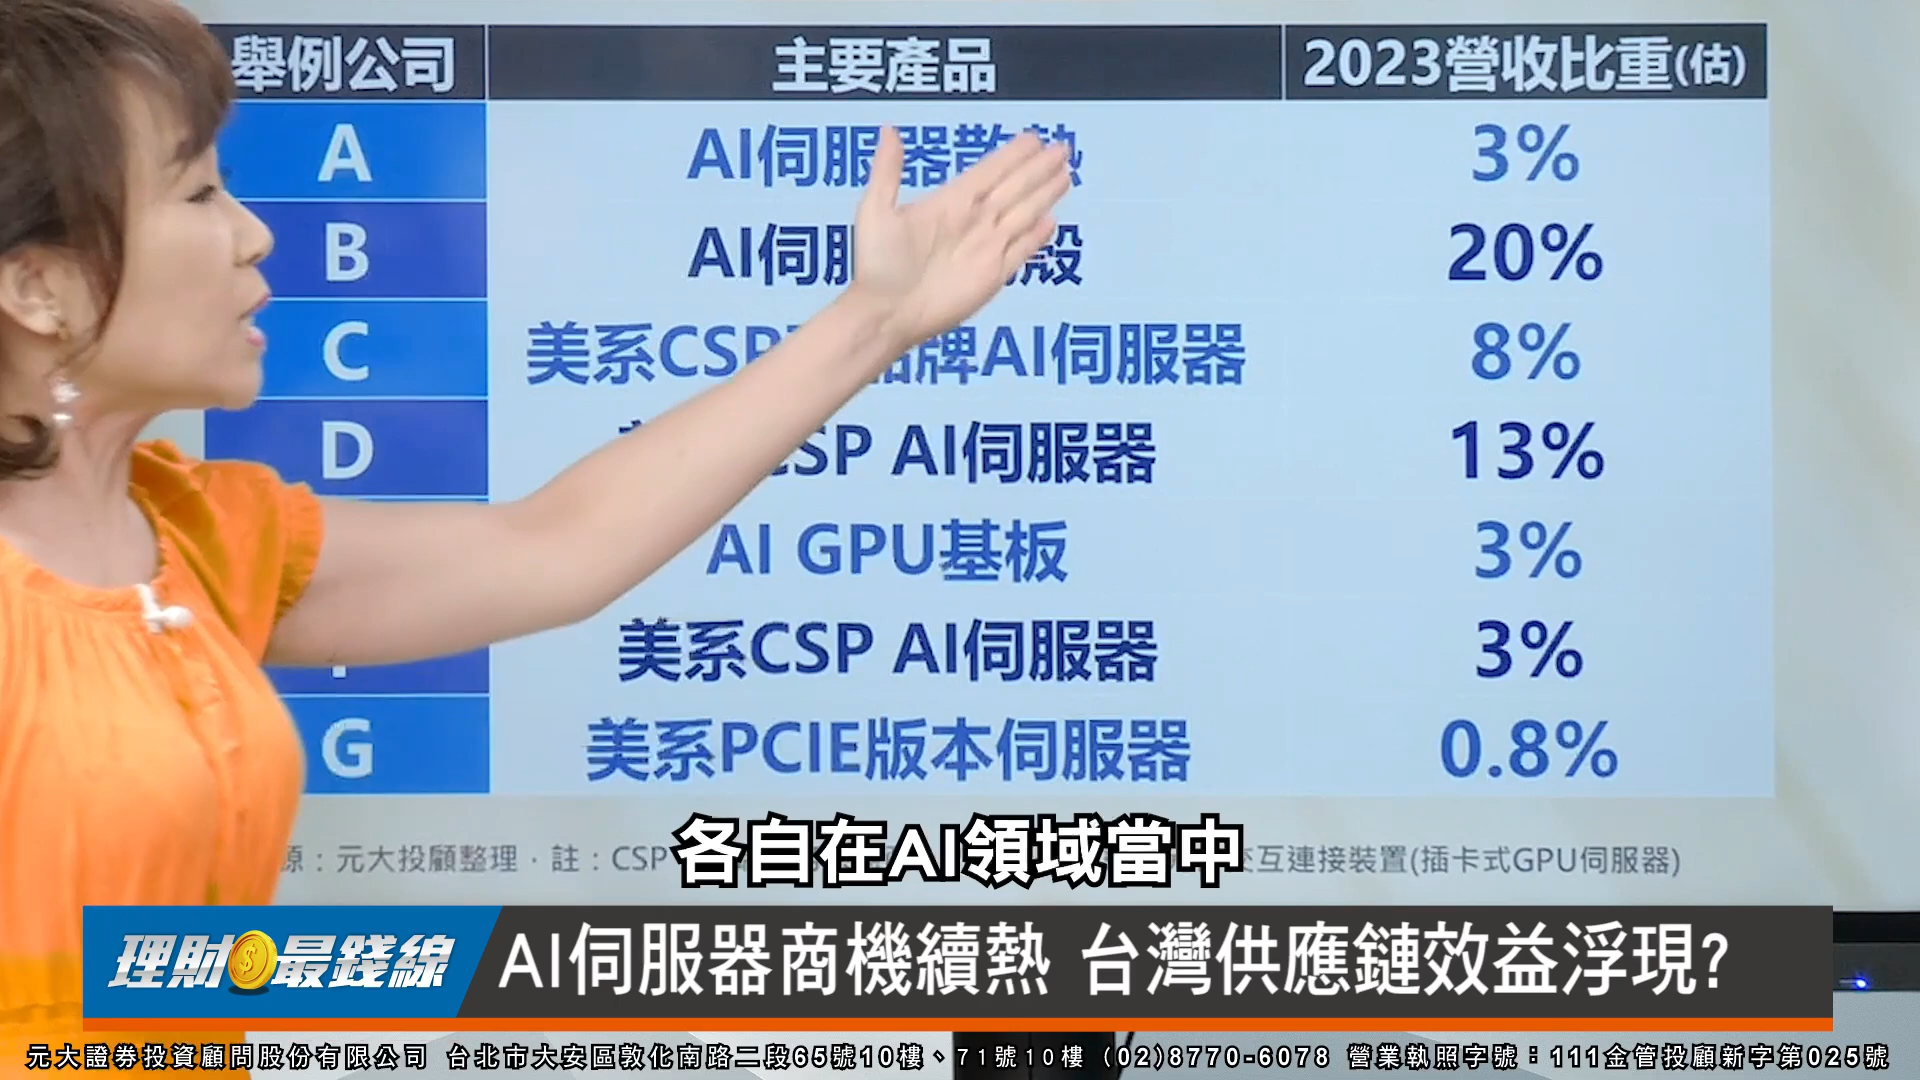 舉例公司 主要產品 2023營收比重(估)
A AI伺服器散熱 3%
B AI伺服 殼 20%
C 美系CSP 品牌AI伺服器 8%
D CSP AI伺服器 13%
AI GPU基板 3%
美系CSP AI伺服器 3%
G 美系PCIE版本伺服器 0.8%
源：元大投顧整理，註：CSP 交互連接裝置(插卡式GPU伺服器)
各自在AI領域當中
理財最錢線 AI伺服器商機續熱 台灣供應鏈效益浮現?
元大證券投資顧問股份有限公司 台北市大安區敦化南路二段65號10樓、71號10樓 (02)8770-6078 營業執照字號：111金管投顧新字第025號